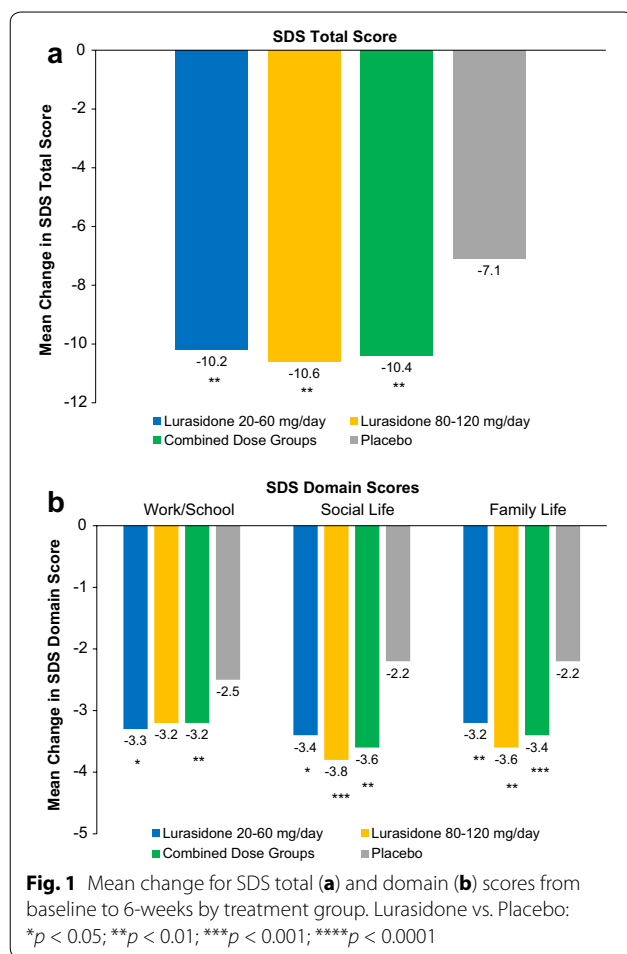 a
SDS Total Score
0
-2
-4
-6
-8
-10
-12
Mean Change in SDS Total Score
-10.2 -10.6 -10.4 -7.1
** ** **
Lurasidone 20-60 mg/day Lurasidone 80-120 mg/day
Combined Dose Groups Placebo
b
SDS Domain Scores
Work/School Social Life Family Life
0
-1
-2
-3
-4
-5
Mean Change in SDS Domain Score
-3.3 -3.2 -3.2 -2.5 -3.4 -3.8 -3.6 -2.2 -3.2 -3.6 -3.4 -2.2
* ** * *** ** ** ** ***
Lurasidone 20-60 mg/day Lurasidone 80-120 mg/day
Combined Dose Groups Placebo
Fig. 1 Mean change for SDS total (a) and domain (b) scores from
baseline to 6-weeks by treatment group. Lurasidone vs. Placebo:
*p < 0.05; **p < 0.01; ***p < 0.001; ****p < 0.0001